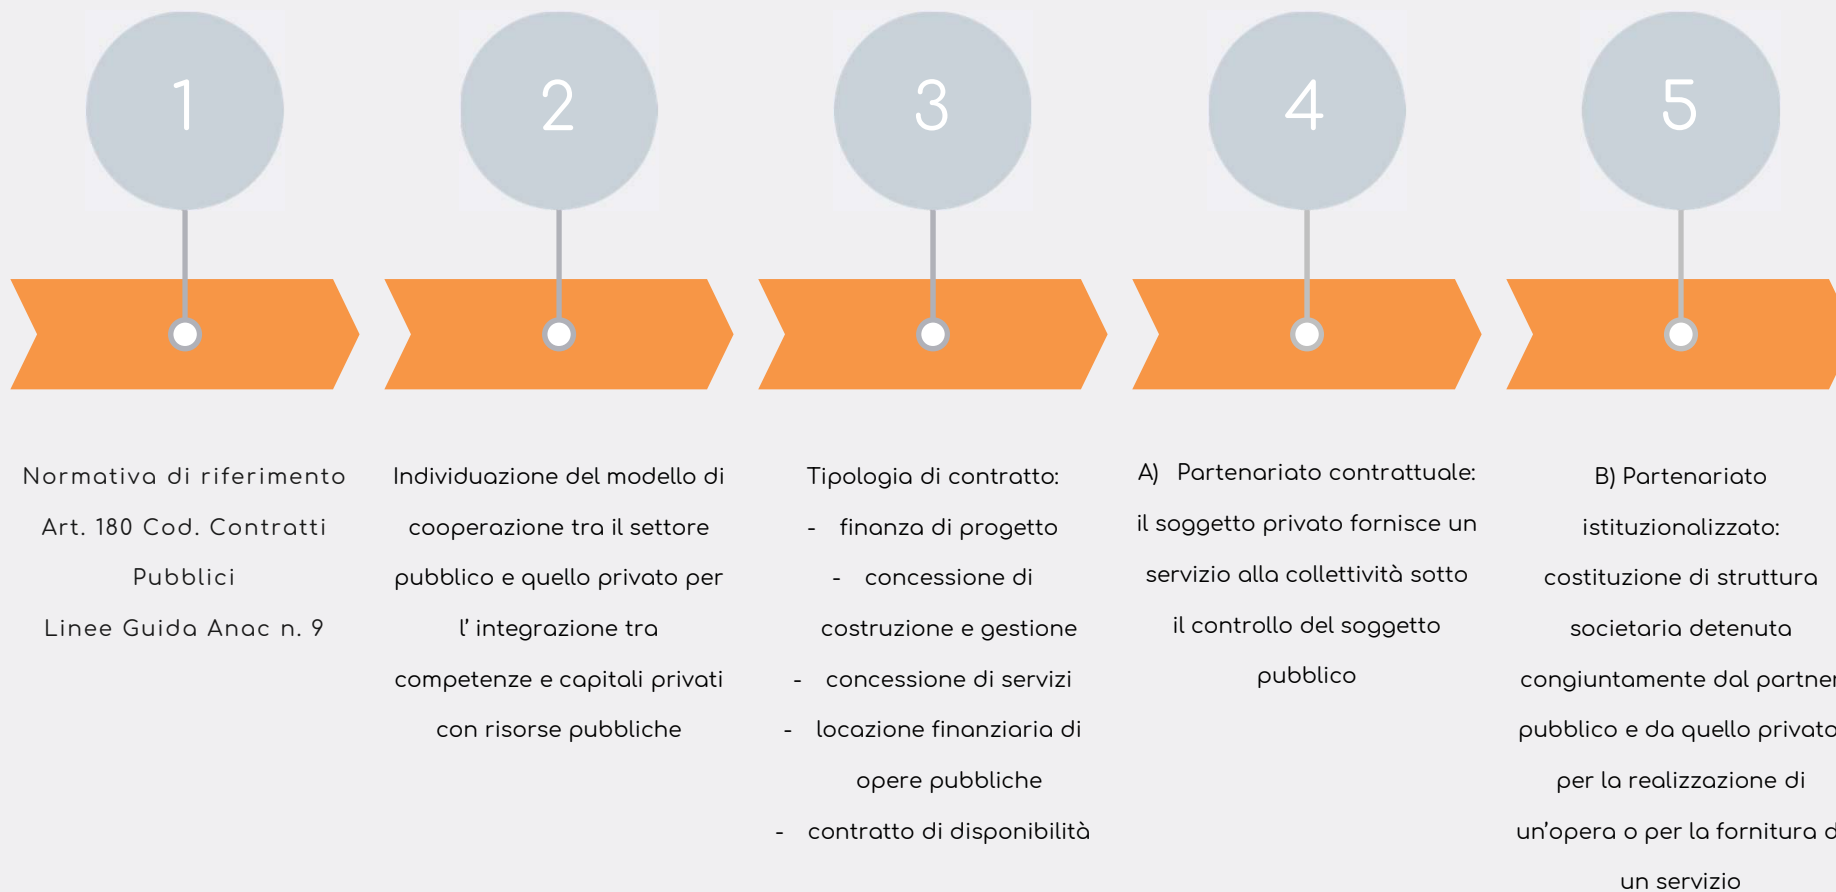 1
2
3
4
5
Normativa di riferimento
Art. 180 Cod. Contratti
Pubblici
Linee Guida Anac n. 9
Individuazione del modello di
cooperazione tra il settore
pubblico e quello privato per
l' integrazione tra
competenze e capitali privati
con risorse pubbliche
Tipologia di contratto:
- finanza di progetto
- concessione di
costruzione e gestione
- concessione di servizi
- locazione finanziaria di
opere pubbliche
- contratto di disponibilità
A) Partenariato contrattuale:
il soggetto privato fornisce un
servizio alla collettività sotto
il controllo del soggetto
pubblico
B) Partenariato
istituzionalizzato:
costituzione di struttura
societaria detenuta
congiuntamente dal partner
pubblico e da quello privato
per la realizzazione di
un'opera o per la fornitura d
un servizio